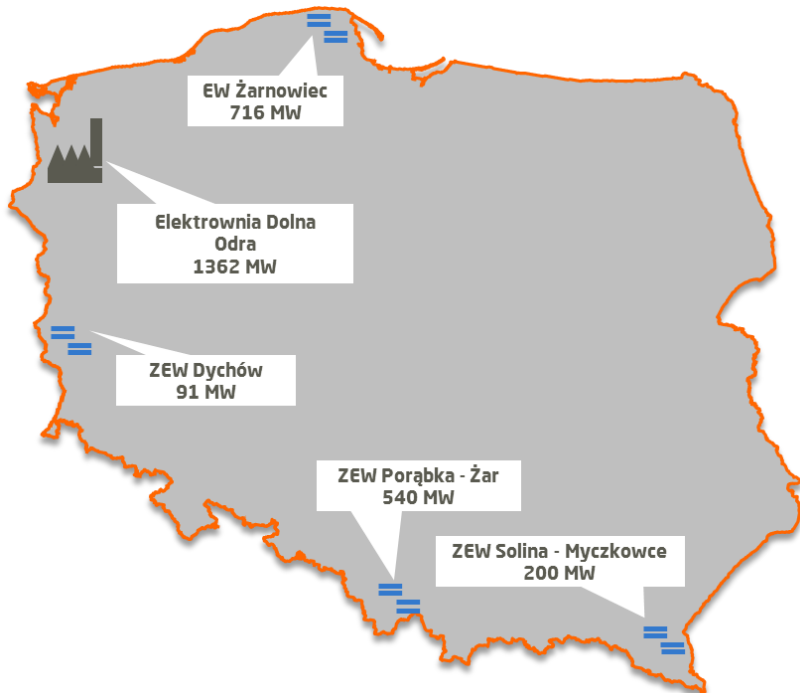 EW Żarnowiec
716 MW
Elektrownia Dolna
Odra
1362 MW
ZEW Dychów
91 MW
ZEW Porąbka - Żar
540 MW
ZEW Solina - Myczkowce
200 MW